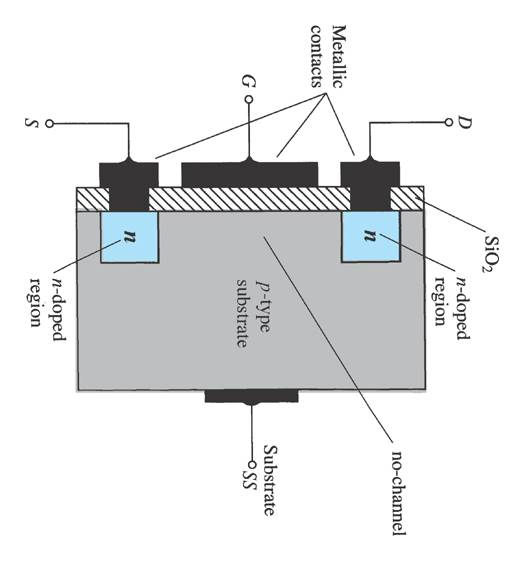 D
Metallic
contacts
G
S
SiO2
n-doped
region
n
n
n-doped
region
p-type
substrate
no-channel
Substrate
SS